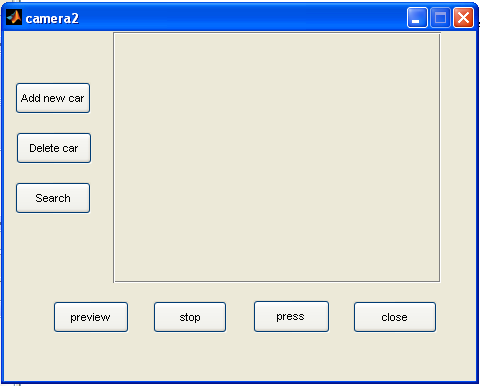 camera2
Add new car
Delete car
Search
preview
stop
press
close